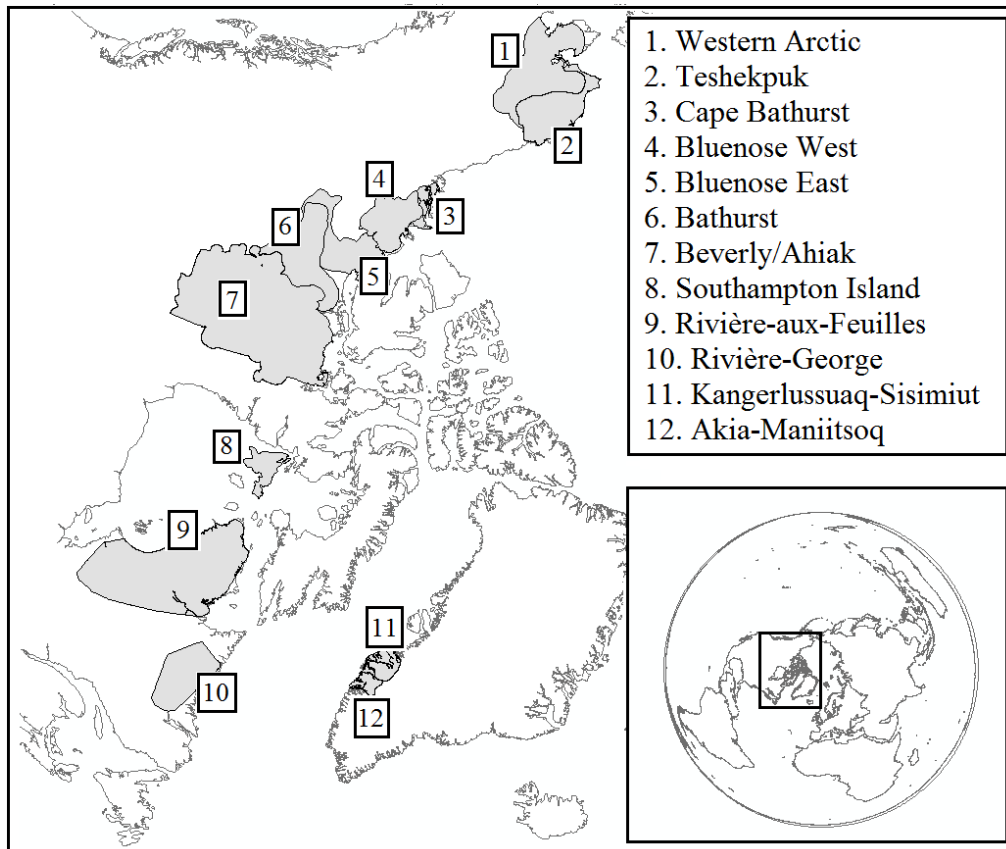 1
2
3
4
5
6
7
8
9
10
11
12
1. Western Arctic
2. Teshekpuk
3. Cape Bathurst
4. Bluenose West
5. Bluenose East
6. Bathurst
7. Beverly/Ahiak
8. Southampton Island
9. Rivière-aux-Feuilles
10. Rivière-George
11. Kangerlussuaq-Sisimiut
12. Akia-Maniitsoq